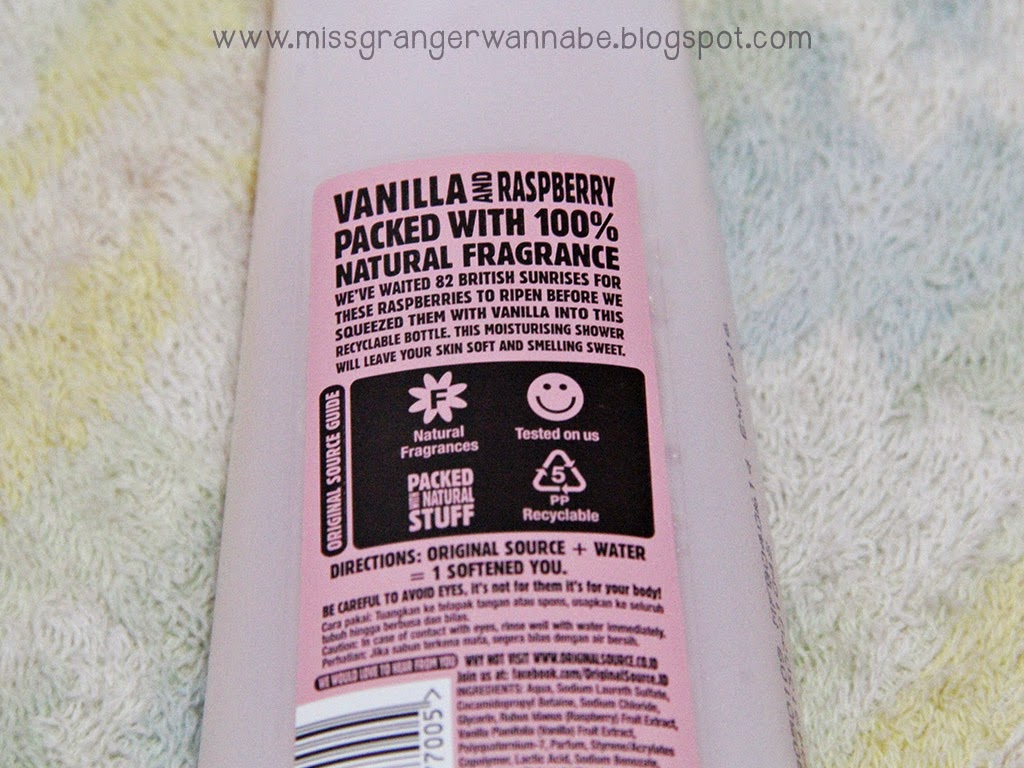 www.missgrangerwannabe.blogspot.com
VANILLA AND RASPBERRY
PACKED WITH 100%
NATURAL FRAGRANCE
WE'VE WAITED 82 BRITISH SUNRISES FOR
THESE RASPBERRIES TO RIPEN BEFORE WE
SQUEEZED THEM WITH VANILLA INTO THIS
RECYCLABLE BOTTLE. THIS MOISTURISING SHOWER
WILL LEAVE YOUR SKIN SOFT AND SMELLING SWEET.
ORIGINAL SOURCE GUIDE
F
Natural
Fragrances
Tested on us
PACKED
WITH NATURAL
STUFF
5
PP
Recyclable
DIRECTIONS: ORIGINAL SOURCE + WATER
= 1 SOFTENED YOU.
BE CAREFUL TO AVOID EYES, it's not for them it's for your body!
Cara pakai: Tuangkan ke telapak tangan atau spons, usapkan ke seluruh
tubuh hingga berbusa dan bilas.
Caution: In case of contact with eyes, rinse well with water immediately.
Perhatian: Jika sabun terkena mata, segera bilas dengan air bersih.
WE WOULD LOVE TO HEAR FROM YOU
WHY NOT VISIT WWW.ORIGINALSOURCE.CO.ID
Join us at: facebook.com/OriginalSource.ID
INGREDIENTS: Aqua, Sodium Laureth Sulfate,
Cocamidopropyl Betaine, Sodium Chloride,
Glycerin, Rubus Idaeus (Raspberry) Fruit Extract,
Vanilla Planifolia (Vanilla) Fruit Extract,
Polyquaternium-7, Parfum, Styrene/Acrylates
Copolymer, Lactic Acid, Sodium Benzoate,
77005>